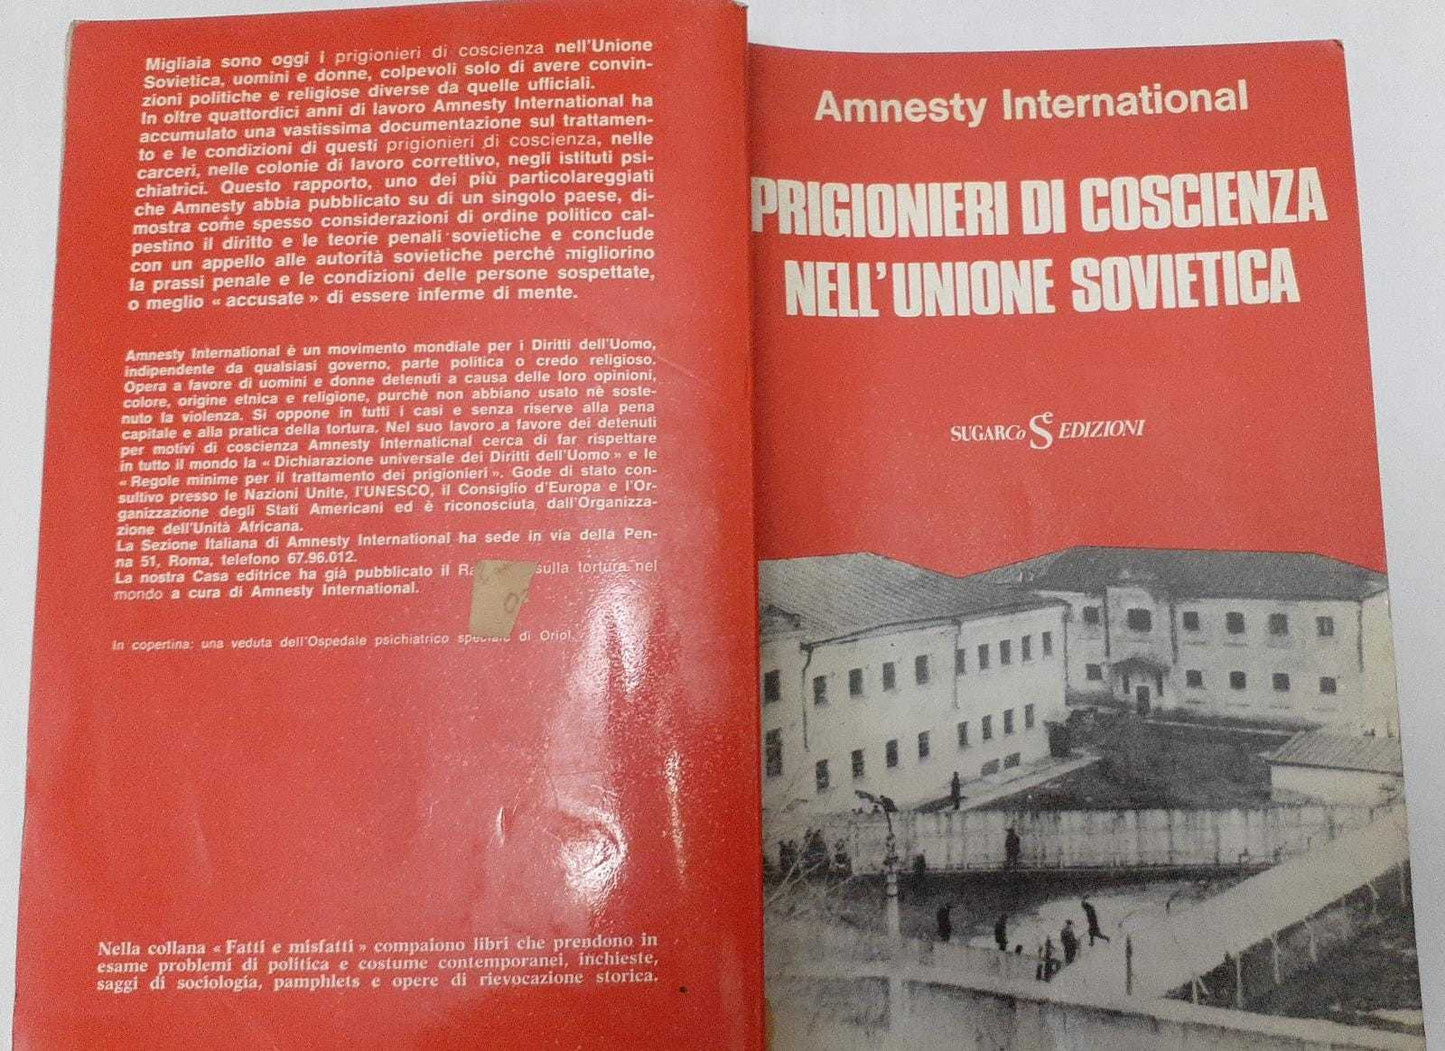 Migliaia sono oggi i prigionieri di coscienza nell'Unione
Sovietica, uomini e donne, colpevoli solo di avere convin-
zioni politiche e religiose diverse da quelle ufficiali.
In oltre quattordici anni di lavoro Amnesty International ha
accumulato una vastissima documentazione sul trattamen-
to e le condizioni di questi prigionieri di coscienza, nelle
carceri, nelle colonie di lavoro correttivo, negli istituti psi-
chiatrici. Questo rapporto, uno dei più particolareggiati
che Amnesty abbia pubblicato su di un singolo paese, di-
mostra come spesso considerazioni di ordine politico cal-
pestino il diritto e le teorie penali sovietiche e conclude
con un appello alle autorità sovietiche perché migliorino
la prassi penale e le condizioni delle persone sospettate,
o meglio « accusate » di essere inferme di mente.
Amnesty International è un movimento mondiale per i Diritti dell'Uomo,
indipendente da qualsiasi governo, parte politica o credo religioso.
Opera a favore di uomini e donne detenuti a causa delle loro opinioni,
colore, origine etnica e religione, purchè non abbiano usato nè soste-
nuto la violenza. Si oppone in tutti i casi e senza riserve alla pena
capitale e alla pratica della tortura. Nel suo lavoro a favore dei detenuti
per motivi di coscienza Amnesty International cerca di far rispettare
in tutto il mondo la « Dichiarazione universale dei Diritti dell'Uomo » e le
« Regole minime per il trattamento dei prigionieri ». Gode di stato con-
sultivo presso le Nazioni Unite, l'UNESCO, il Consiglio d'Europa e l'Or-
ganizzazione degli Stati Americani ed è riconosciuta dall'Organizza-
zione dell'Unità Africana.
La Sezione Italiana di Amnesty International ha sede in via della Pen-
na 51, Roma, telefono 67.96.012.
La nostra Casa editrice ha già pubblicato il sulla tortura nel
mondo a cura di Amnesty International.
In copertina: una veduta dell'Ospedale psichiatrico speciale di Oriol.
Nella collana « Fatti e misfatti » compaiono libri che prendono in
esame problemi di politica e costume contemporanei, inchieste,
saggi di sociologia, pamphlets e opere di rievocazione storica.
Amnesty International
PRIGIONIERI DI COSCIENZA
NELL'UNIONE SOVIETICA
SUGARCo EDIZIONI